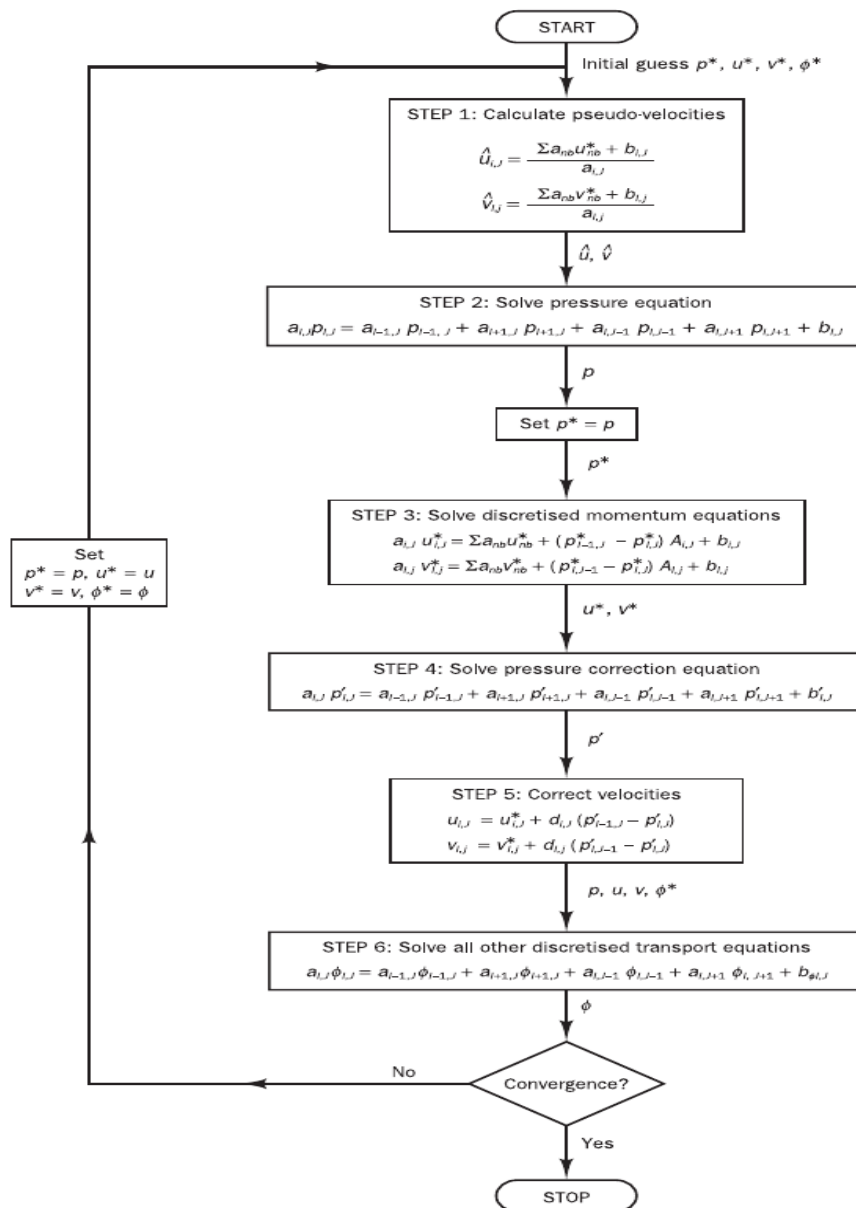 START
Initial guess p*, u*, v*, ϕ*
STEP 1: Calculate pseudo-velocities
û_{i,J} = (Σa_{nb}u*_{nb} + b_{i,J}) / a_{i,J}
v̂_{I,j} = (Σa_{nb}v*_{nb} + b_{I,j}) / a_{I,j}
û, v̂
STEP 2: Solve pressure equation
a_{I,J}p_{I,J} = a_{I–1,J} p_{I–1,J} + a_{I+1,J} p_{I+1,J} + a_{I,J–1} p_{I,J–1} + a_{I,J+1} p_{I,J+1} + b_{I,J}
p
Set p* = p
p*
STEP 3: Solve discretised momentum equations
a_{i,J} u*_{i,J} = Σa_{nb}u*_{nb} + (p*_{I–1,J} – p*_{I,J}) A_{i,J} + b_{i,J}
a_{I,j} v*_{I,j} = Σa_{nb}v*_{nb} + (p*_{I,J–1} – p*_{I,J}) A_{I,j} + b_{I,j}
u*, v*
STEP 4: Solve pressure correction equation
a_{I,J} p′_{I,J} = a_{I–1,J} p′_{I–1,J} + a_{I+1,J} p′_{I+1,J} + a_{I,J–1} p′_{I,J–1} + a_{I,J+1} p′_{I,J+1} + b′_{I,J}
p′
STEP 5: Correct velocities
u_{i,J} = u*_{i,J} + d_{i,J} (p′_{I–1,J} – p′_{I,J})
v_{I,j} = v*_{I,j} + d_{I,j} (p′_{I,J–1} – p′_{I,J})
p, u, v, ϕ*
STEP 6: Solve all other discretised transport equations
a_{I,J}ϕ_{I,J} = a_{I–1,J}ϕ_{I–1,J} + a_{I+1,J}ϕ_{I+1,J} + a_{I,J–1} ϕ_{I,J–1} + a_{I,J+1} ϕ_{I,J+1} + b_{ϕI,J}
ϕ
Convergence?
No
Yes
STOP
Set
p* = p, u* = u
v* = v, ϕ* = ϕ